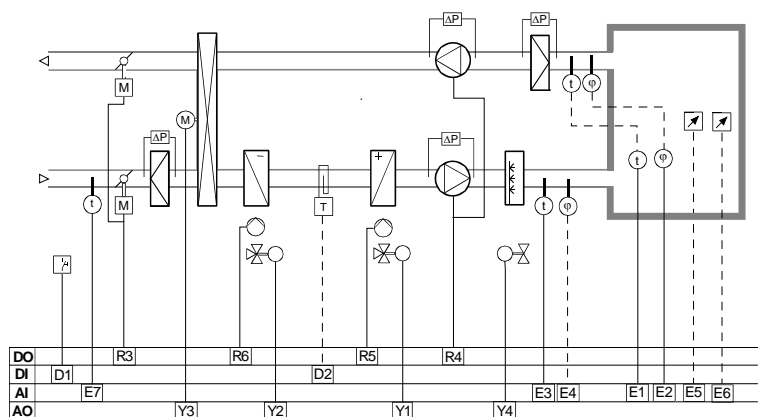 ΔP ΔP
M t φ
M
ΔP ΔP
- + t φ
t M T t φ
DO R3 R6 R5 R4
DI D1 D2
AI E7 E3 E4 E1 E2 E5 E6
AO Y3 Y2 Y1 Y4